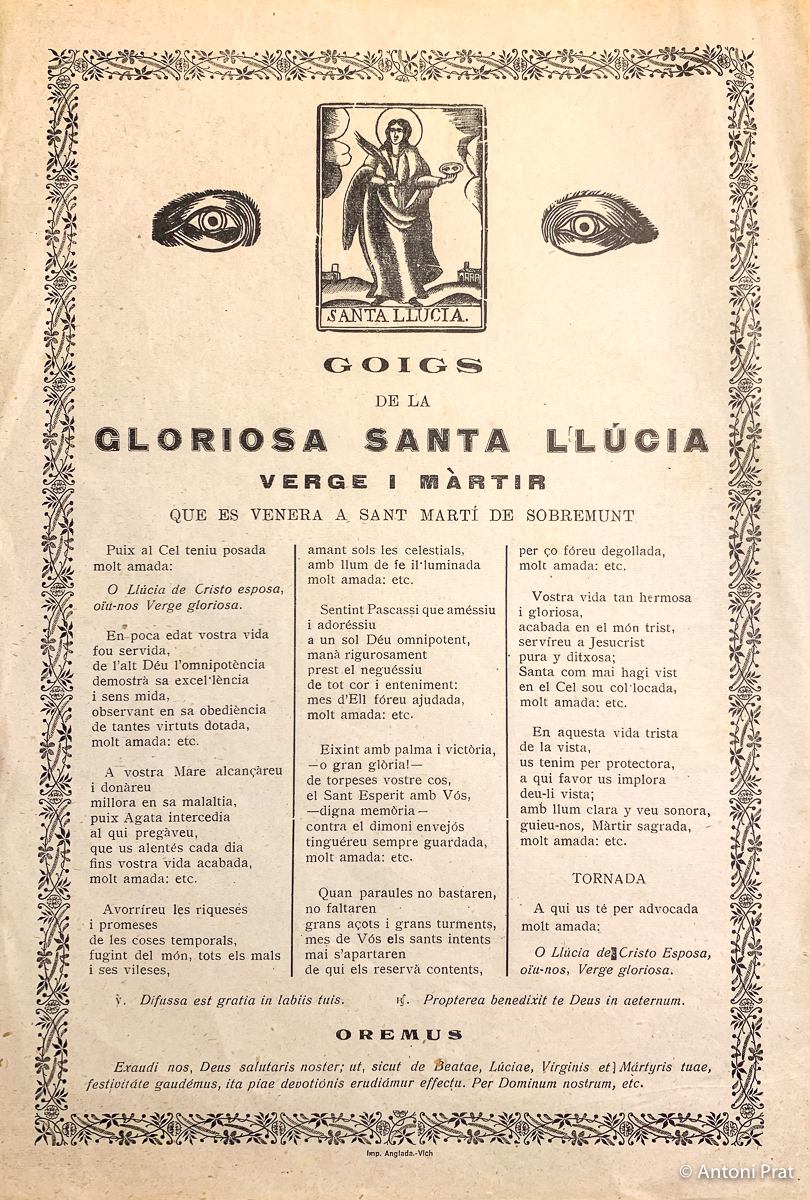 SANTA LLUCIA.
GOIGS
DE LA
GLORIOSA SANTA LLÚCIA
VERGE I MÀRTIR
QUE ES VENERA A SANT MARTÍ DE SOBREMUNT
Puix al Cel teniu posada
molt amada:
O Llúcia de Cristo esposa,
oïu-nos Verge gloriosa.
En poca edat vostra vida
fou servida,
de l'alt Déu l'omnipotència
demostrà sa excel·lència
i sens mida,
observant en sa obediència
de tantes virtuts dotada,
molt amada: etc.
A vostra Mare alcançàreu
i donàreu
millora en sa malaltia,
puix Agata intercedia
al qui pregàveu,
que us alentés cada dia
fins vostra vida acabada,
molt amada: etc.
Avorríreu les riqueses
i promeses
de les coses temporals,
fugint del món, tots els mals
i ses vileses,
amant sols les celestials,
amb llum de fe il·luminada
molt amada: etc.
Sentint Pascassi que améssiu
i adoréssiu
a un sol Déu omnipotent,
manà rigurosament
prest el neguéssiu
de tot cor i enteniment:
mes d'Ell fóreu ajudada,
molt amada: etc.
Eixint amb palma i victòria,
—o gran glòria!—
de torpeses vostre cos,
el Sant Esperit amb Vós,
—digna memòria—
contra el dimoni envejós
tinguéreu sempre guardada,
molt amada: etc.
Quan paraules no bastaren,
no faltaren
grans açots i grans turments,
mes de Vós els sants intents
mai s'apartaren
de qui els reservà contents,
per ço fóreu degollada,
molt amada: etc.
Vostra vida tan hermosa
i gloriosa,
acabada en el món trist,
servíreu a Jesucrist
pura y ditxosa;
Santa com mai hagi vist
en el Cel sou col·locada,
molt amada: etc.
En aquesta vida trista
de la vista,
us tenim per protectora,
a qui favor us implora
deu-li vista;
amb llum clara y veu sonora,
guieu-nos, Màrtir sagrada,
molt amada: etc.
TORNADA
A qui us té per advocada
molt amada;
O Llúcia de Cristo Esposa,
oïu-nos, Verge gloriosa.
℣. Difussa est gratia in labiis tuis. ℟. Propterea benedixit te Deus in aeternum.
OREMUS
Exaudi nos, Deus salutaris noster; ut, sicut de Beatae, Lúciae, Virginis et] Mártyris tuae,
festivitáte gaudémus, ita piae devotiónis erudiámur effectu. Per Dominum nostrum, etc.
Imp. Anglada.-Vich
© Antoni Prat